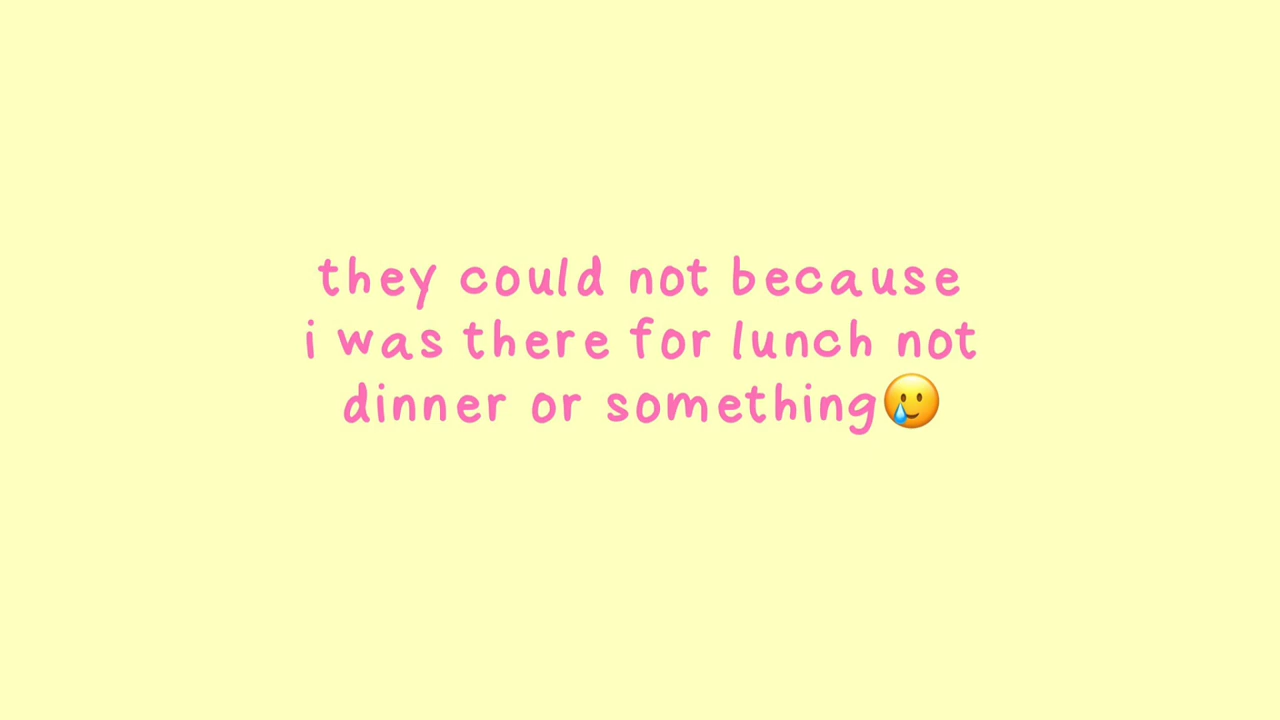 they could not because
i was there for lunch not
dinner or something🥲